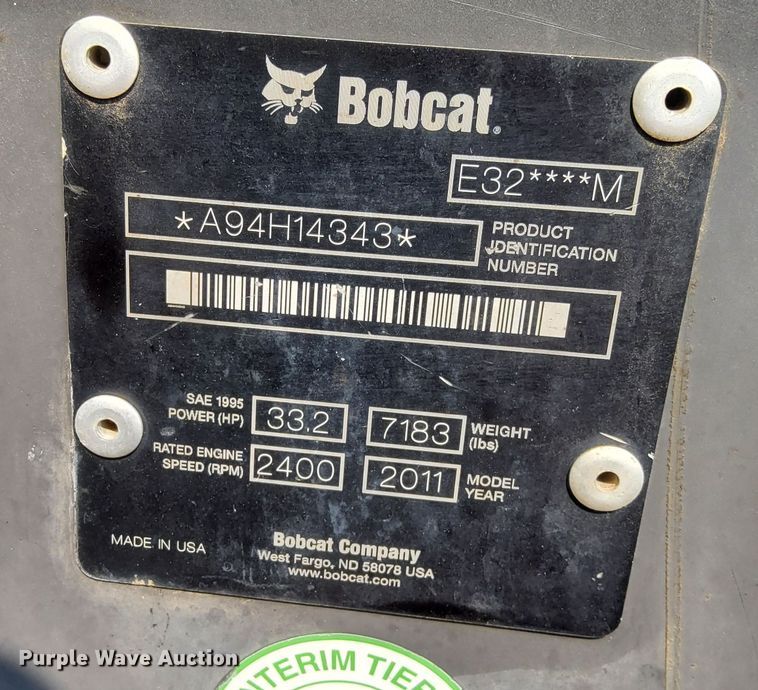 Bobcat®
E32****M
*A94H14343*
PRODUCT
IDENTIFICATION
NUMBER
SAE 1995
POWER (HP)
33.2
7183
WEIGHT
(lbs)
RATED ENGINE
SPEED (RPM)
2400
2011
MODEL
YEAR
MADE IN USA
Bobcat Company
West Fargo, ND 58078 USA
www.bobcat.com
INTERIM TIER
Purple Wave Auction